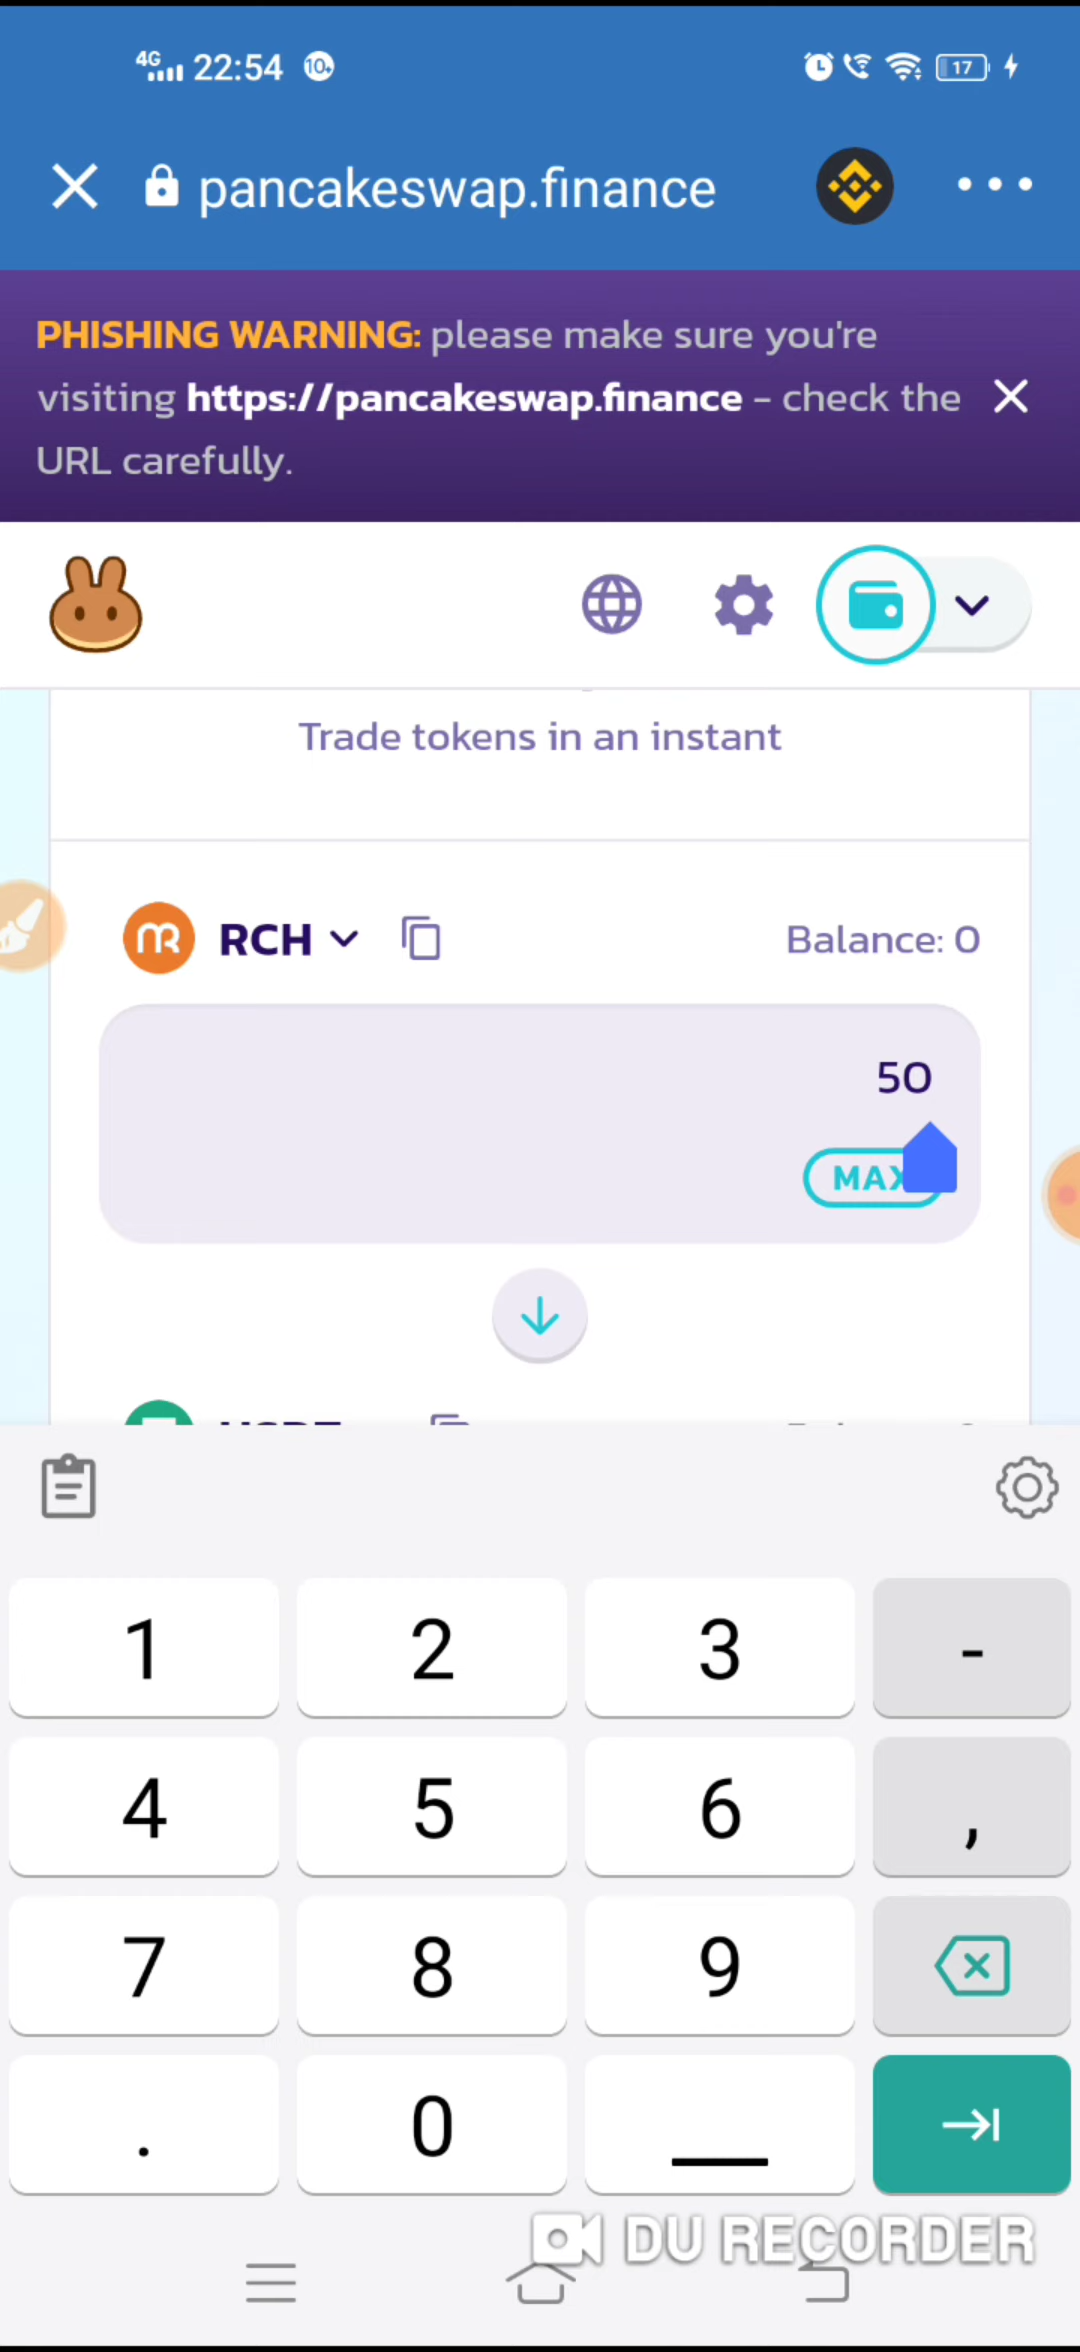 4G 22:54 10+ 17
pancakeswap.finance
PHISHING WARNING: please make sure you're
visiting https://pancakeswap.finance - check the
URL carefully.
Trade tokens in an instant
RCH Balance: 0
50
MAX
1 2 3 -
4 5 6 ,
7 8 9
. 0
DU RECORDER